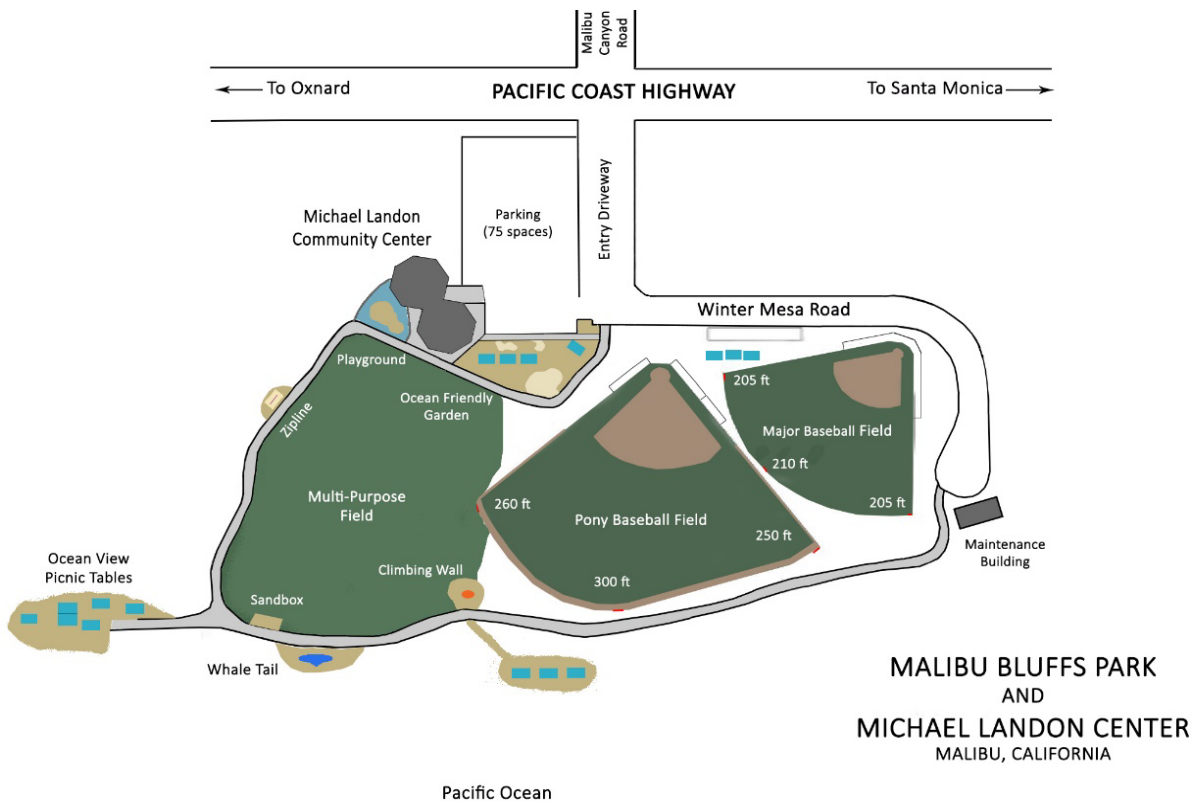 Malibu
Canyon
Road
To Oxnard
PACIFIC COAST HIGHWAY
To Santa Monica
Entry Driveway
Parking
(75 spaces)
Michael Landon
Community Center
Winter Mesa Road
Playground
Ocean Friendly
Garden
Zipline
205 ft
Major Baseball Field
210 ft
205 ft
Multi-Purpose
Field
260 ft
Pony Baseball Field
250 ft
300 ft
Maintenance
Building
Ocean View
Picnic Tables
Climbing Wall
Sandbox
Whale Tail
MALIBU BLUFFS PARK
AND
MICHAEL LANDON CENTER
MALIBU, CALIFORNIA
Pacific Ocean